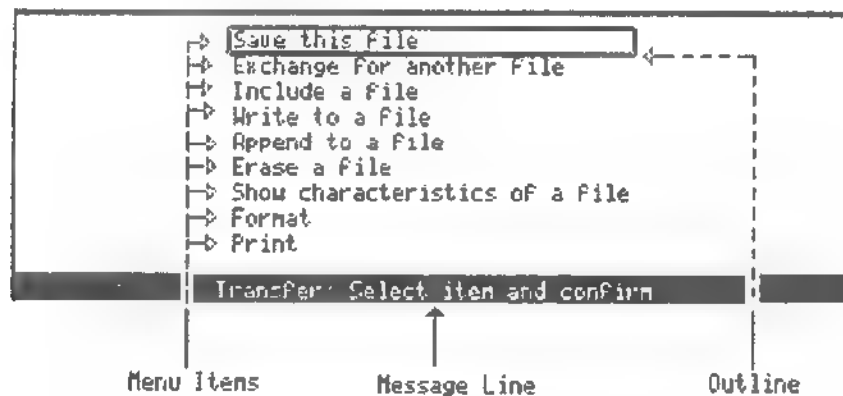 Save this file
Exchange for another file
Include a file
Write to a file
Append to a file
Erase a file
Show characteristics of a file
Format
Print
Transfer: Select item and confirm
Menu Items
Message Line
Outline